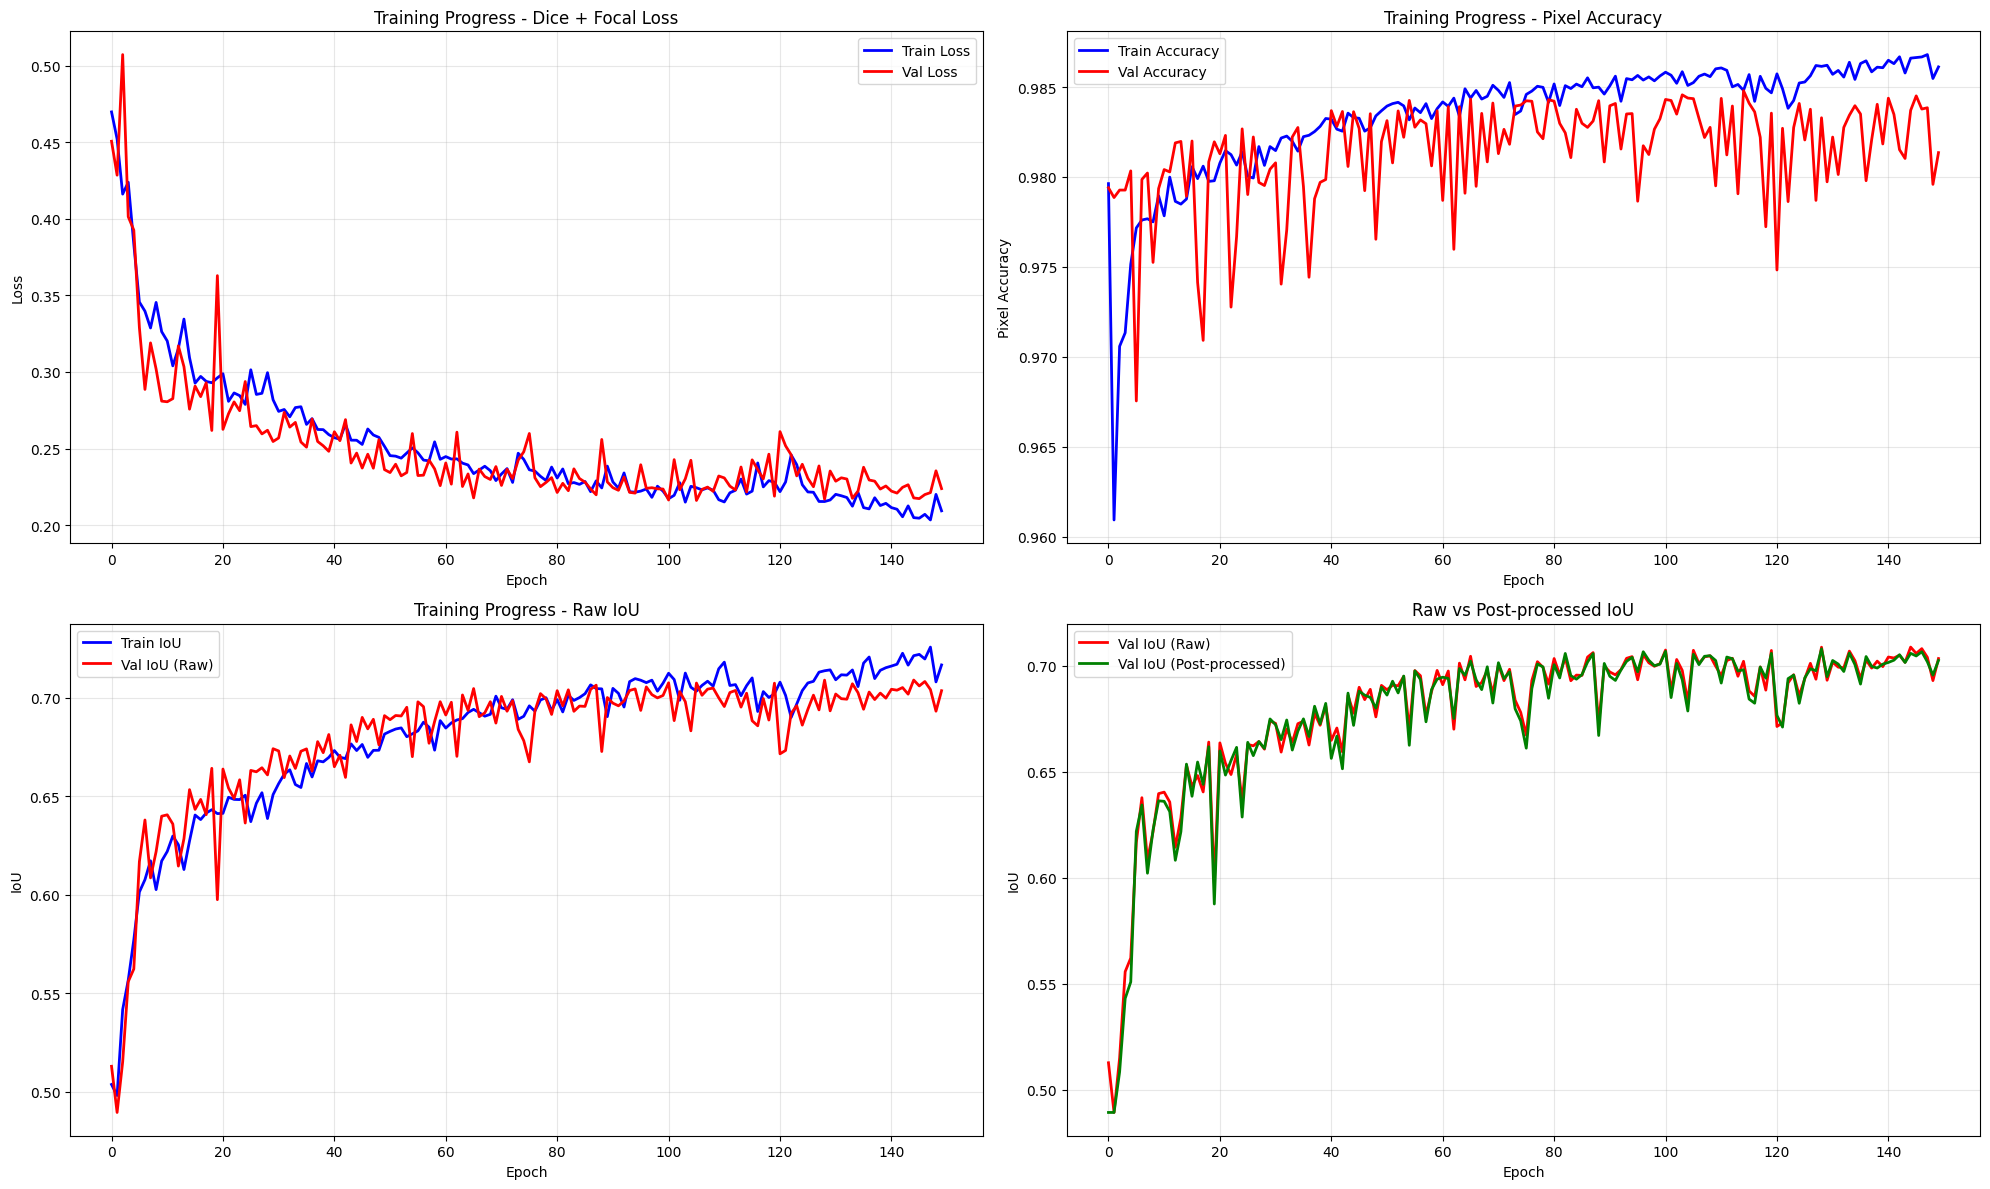 Training Progress - Dice + Focal Loss
Train Loss
Val Loss
0.50
0.45
0.40
0.35
0.30
0.25
0.20
Loss
0 20 40 60 80 100 120 140
Epoch
Training Progress - Pixel Accuracy
Train Accuracy
Val Accuracy
0.985
0.980
0.975
0.970
0.965
0.960
Pixel Accuracy
0 20 40 60 80 100 120 140
Epoch
Training Progress - Raw IoU
Train IoU
Val IoU (Raw)
0.70
0.65
0.60
0.55
0.50
IoU
0 20 40 60 80 100 120 140
Epoch
Raw vs Post-processed IoU
Val IoU (Raw)
Val IoU (Post-processed)
0.70
0.65
0.60
0.55
0.50
IoU
0 20 40 60 80 100 120 140
Epoch